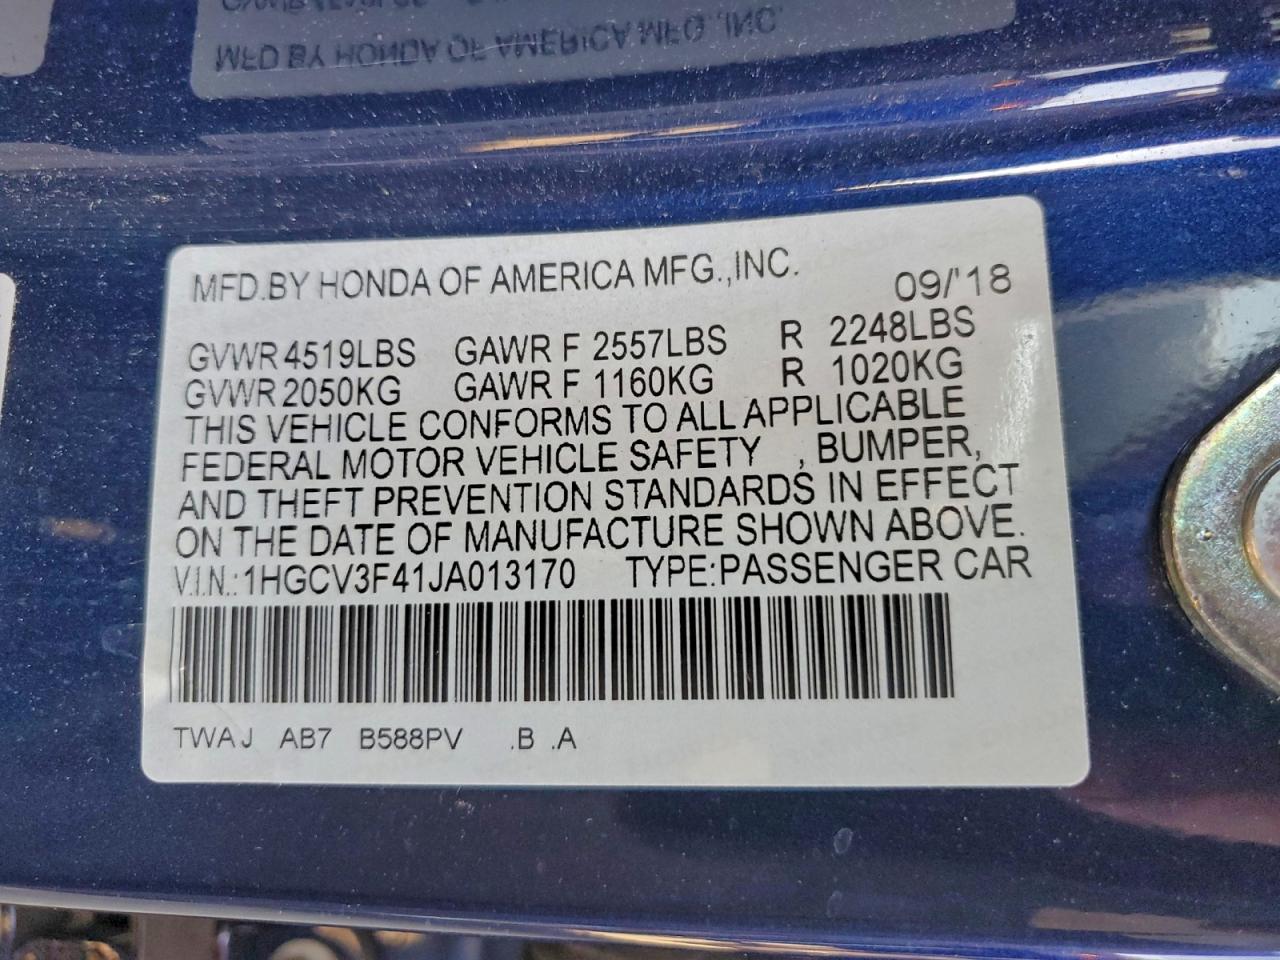 MFD BY HONDA OF AMERICA MFG.,INC.
MFD.BY HONDA OF AMERICA MFG.,INC. 09/'18
GVWR 4519LBS GAWR F 2557LBS R 2248LBS
GVWR 2050KG GAWR F 1160KG R 1020KG
THIS VEHICLE CONFORMS TO ALL APPLICABLE
FEDERAL MOTOR VEHICLE SAFETY , BUMPER,
AND THEFT PREVENTION STANDARDS IN EFFECT
ON THE DATE OF MANUFACTURE SHOWN ABOVE.
V.I.N.:1HGCV3F41JA013170 TYPE:PASSENGER CAR
TWAJ AB7 B588PV .B .A